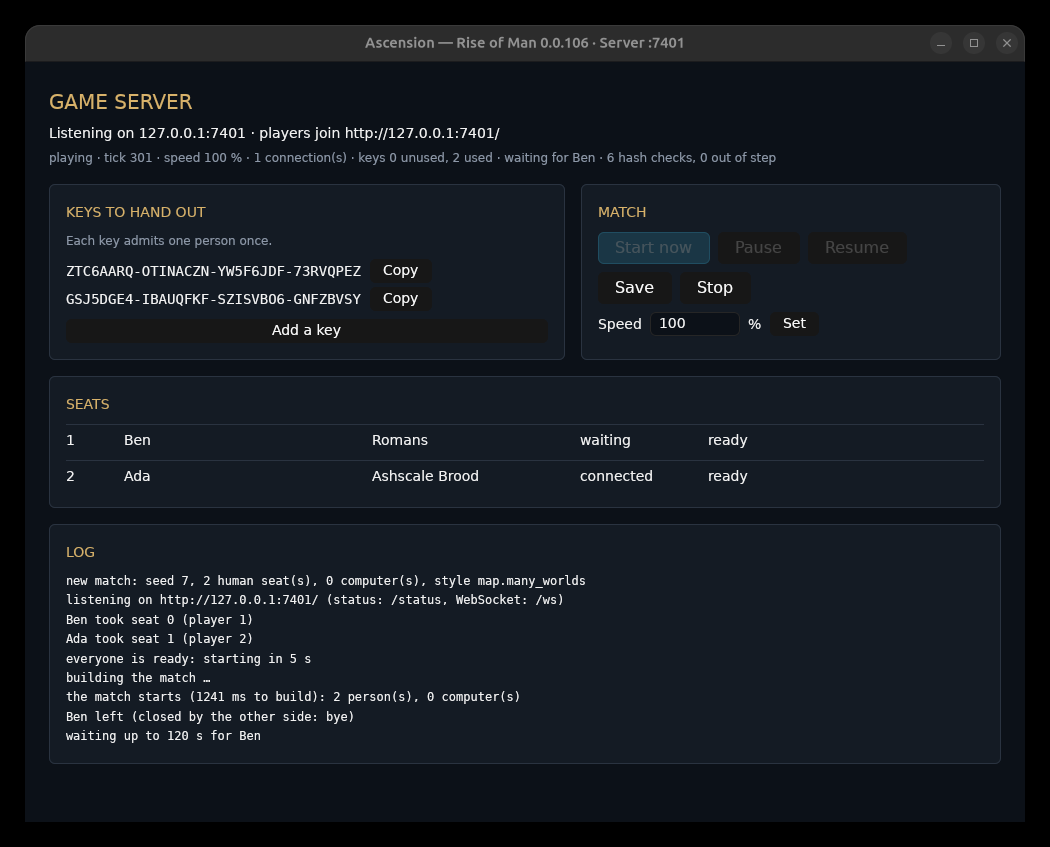 Ascension — Rise of Man 0.0.106 · Server :7401
GAME SERVER
Listening on 127.0.0.1:7401 · players join http://127.0.0.1:7401/
playing · tick 301 · speed 100 % · 1 connection(s) · keys 0 unused, 2 used · waiting for Ben · 6 hash checks, 0 out of step
KEYS TO HAND OUT
Each key admits one person once.
ZTC6AARQ-OTINACZN-YW5F6JDF-73RVQPEZ Copy
GSJ5DGE4-IBAUQFKF-SZISVBO6-GNFZBVSY Copy
Add a key
MATCH
Start now Pause Resume
Save Stop
Speed 100 % Set
SEATS
1 Ben Romans waiting ready
2 Ada Ashscale Brood connected ready
LOG
new match: seed 7, 2 human seat(s), 0 computer(s), style map.many_worlds
listening on http://127.0.0.1:7401/ (status: /status, WebSocket: /ws)
Ben took seat 0 (player 1)
Ada took seat 1 (player 2)
everyone is ready: starting in 5 s
building the match …
the match starts (1241 ms to build): 2 person(s), 0 computer(s)
Ben left (closed by the other side: bye)
waiting up to 120 s for Ben